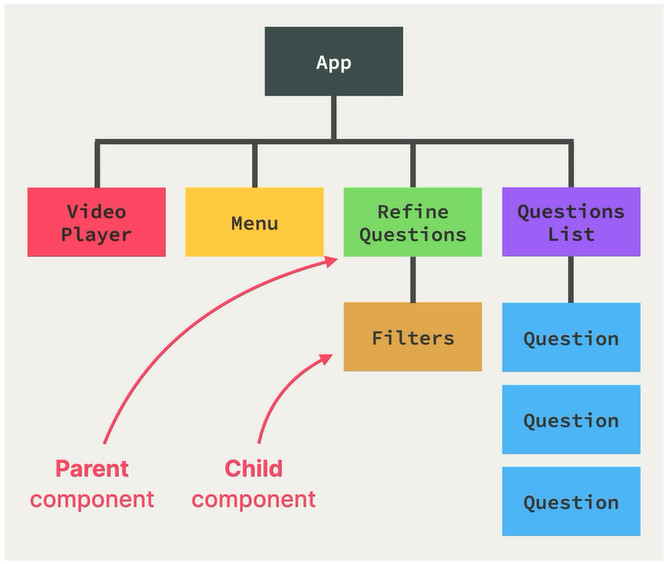 App
Video
Player
Menu
Refine
Questions
Questions
List
Filters
Question
Question
Question
Parent
component
Child
component